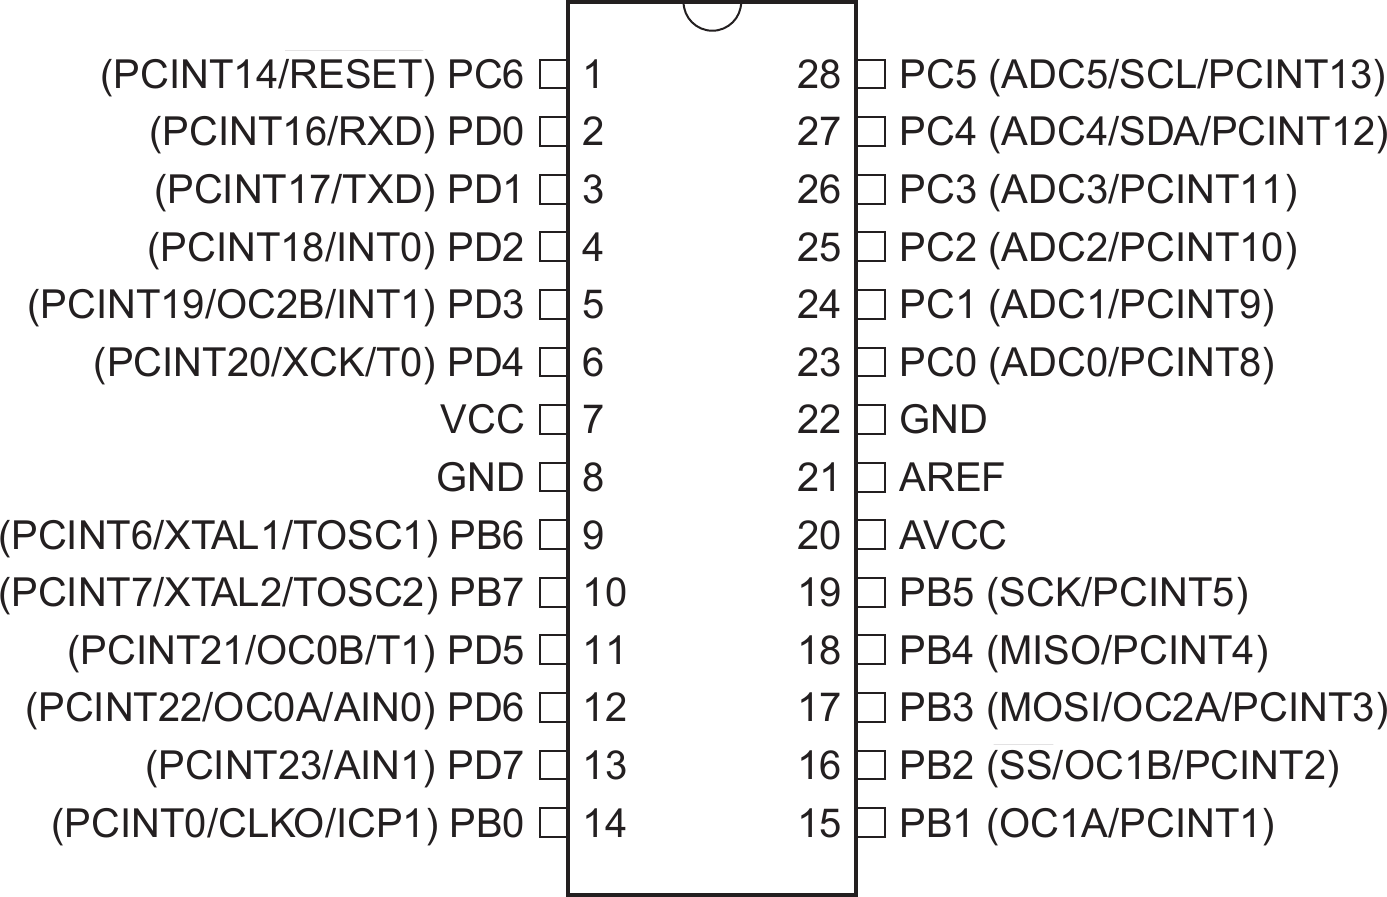 (PCINT14/RESET) PC6 1 28 PC5 (ADC5/SCL/PCINT13)
(PCINT16/RXD) PD0 2 27 PC4 (ADC4/SDA/PCINT12)
(PCINT17/TXD) PD1 3 26 PC3 (ADC3/PCINT11)
(PCINT18/INT0) PD2 4 25 PC2 (ADC2/PCINT10)
(PCINT19/OC2B/INT1) PD3 5 24 PC1 (ADC1/PCINT9)
(PCINT20/XCK/T0) PD4 6 23 PC0 (ADC0/PCINT8)
VCC 7 22 GND
GND 8 21 AREF
(PCINT6/XTAL1/TOSC1) PB6 9 20 AVCC
(PCINT7/XTAL2/TOSC2) PB7 10 19 PB5 (SCK/PCINT5)
(PCINT21/OC0B/T1) PD5 11 18 PB4 (MISO/PCINT4)
(PCINT22/OC0A/AIN0) PD6 12 17 PB3 (MOSI/OC2A/PCINT3)
(PCINT23/AIN1) PD7 13 16 PB2 (SS/OC1B/PCINT2)
(PCINT0/CLKO/ICP1) PB0 14 15 PB1 (OC1A/PCINT1)